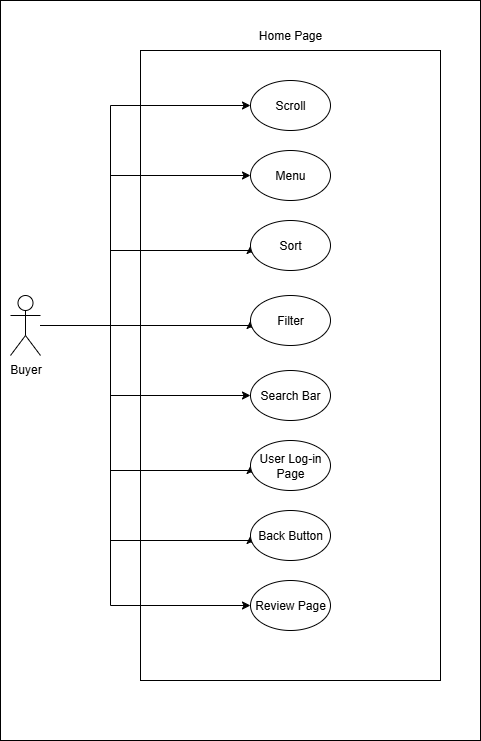 Home Page
Scroll
Menu
Sort
Filter
Buyer
Search Bar
User Log-in
Page
Back Button
Review Page